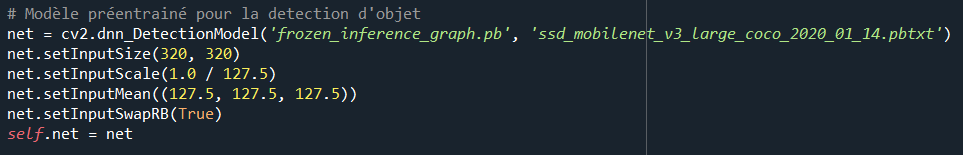 # Modèle préentrainé pour la detection d'objet
net = cv2.dnn_DetectionModel('frozen_inference_graph.pb', 'ssd_mobilenet_v3_large_coco_2020_01_14.pbtxt')
net.setInputSize(320, 320)
net.setInputScale(1.0 / 127.5)
net.setInputMean((127.5, 127.5, 127.5))
net.setInputSwapRB(True)
self.net = net